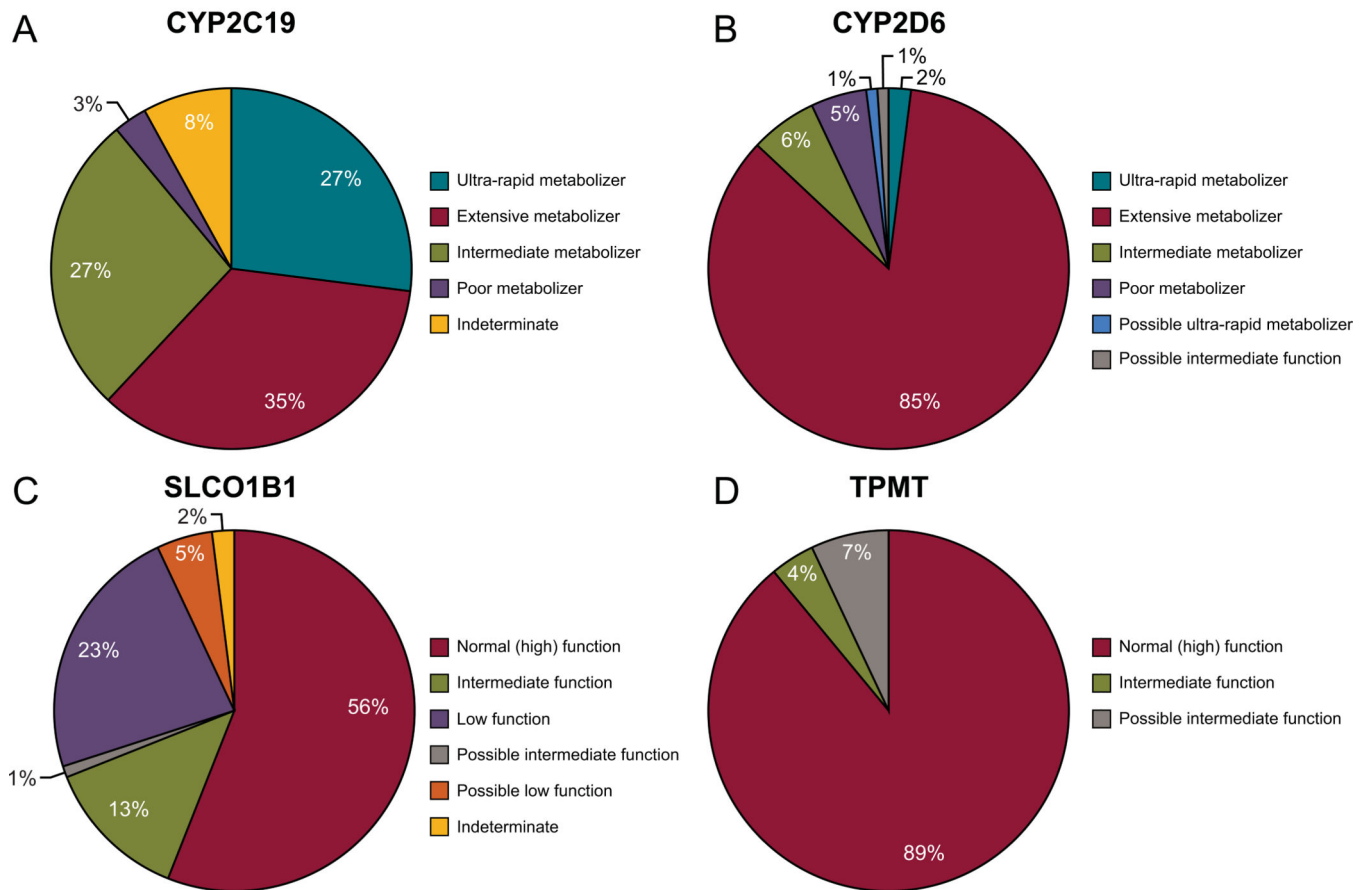 A
CYP2C19
3%
8%
27%
27%
35%
Ultra-rapid metabolizer
Extensive metabolizer
Intermediate metabolizer
Poor metabolizer
Indeterminate
B
CYP2D6
1%
1%
2%
5%
6%
85%
Ultra-rapid metabolizer
Extensive metabolizer
Intermediate metabolizer
Poor metabolizer
Possible ultra-rapid metabolizer
Possible intermediate function
C
SLCO1B1
2%
5%
23%
56%
1%
13%
Normal (high) function
Intermediate function
Low function
Possible intermediate function
Possible low function
Indeterminate
D
TPMT
7%
4%
89%
Normal (high) function
Intermediate function
Possible intermediate function